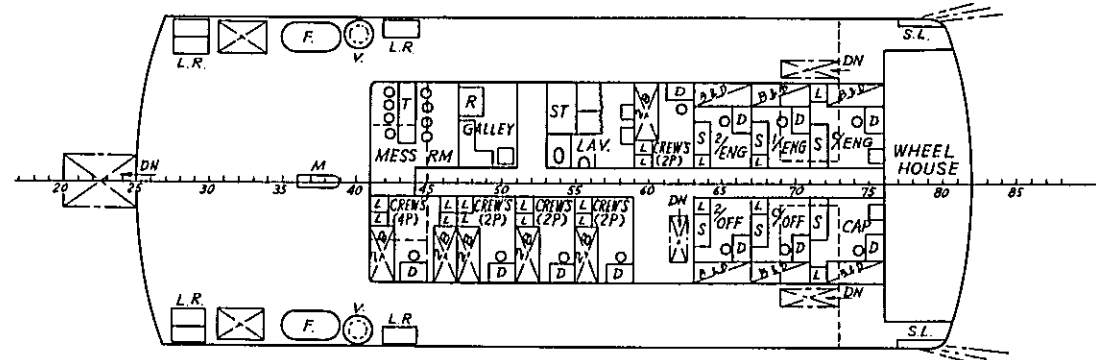 L.R.
F.
V.
L.R.
S.L.
DN
T
R
GALLEY
MESS RM
ST
LAV.
D
CREW'S
(2P)
L
L
B&D
B&D
L
B&D
S
2/ENG
D
S
1/ENG
D
S
C/ENG
D
WHEEL
HOUSE
DN
M
20 25 30 35 40 45 50 55 60 65 70 75 80 85
L
L
CREW'S
(4P)
L
L
CREW'S
(2P)
L
L
CREW'S
(2P)
L
L
CREW'S
(2P)
D
D
D
D
DN
L
S
2/OFF
D
L
S
C/OFF
D
S
CAP
D
B&D
B&D
L
B&D
DN
L.R.
F.
V.
L.R
S.L.